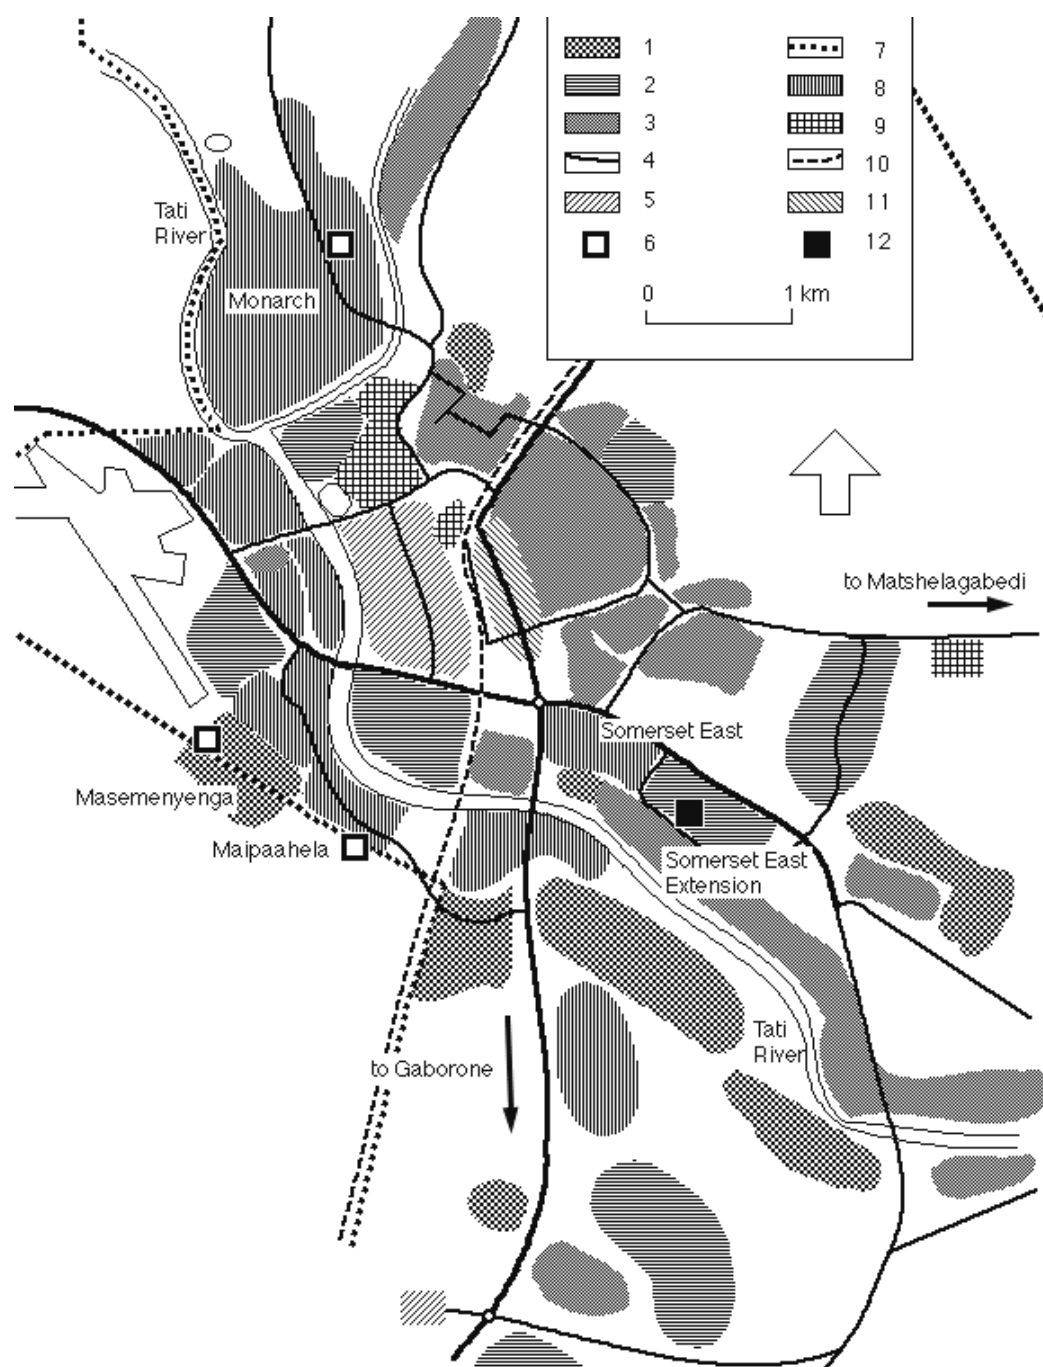 1
7
2
8
3
9
4
10
5
11
6
12
0
1 km
Tati
River
Monarch
to Matshelagabedi
Somerset East
Masemenyenga
Maipaahela
Somerset East
Extension
Tati
River
to Gaborone